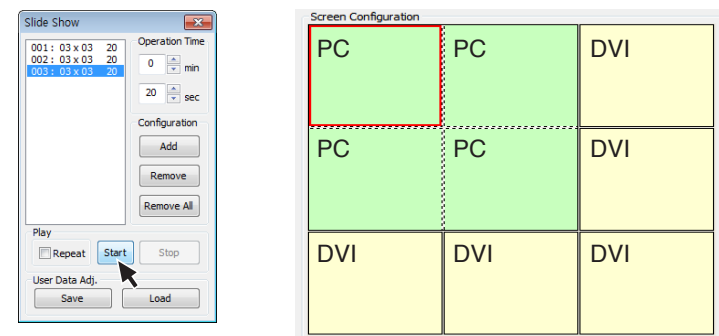 Slide Show
001 : 03 x 03 20
002 : 03 x 03 20
003 : 03 x 03 20
Operation Time
0 min
20 sec
Configuration
Add
Remove
Remove All
Play
Repeat Start Stop
User Data Adj.
Save Load
Screen Configuration
PC PC DVI
PC PC DVI
DVI DVI DVI